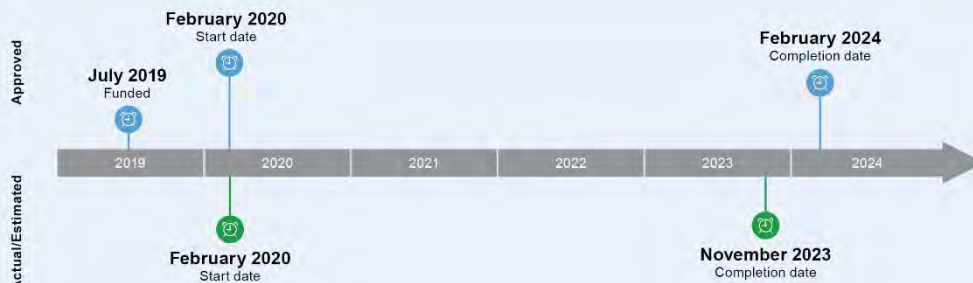 Approved
February 2020
Start date
July 2019
Funded
February 2024
Completion date
2019 2020 2021 2022 2023 2024
Actual/Estimated
February 2020
Start date
November 2023
Completion date